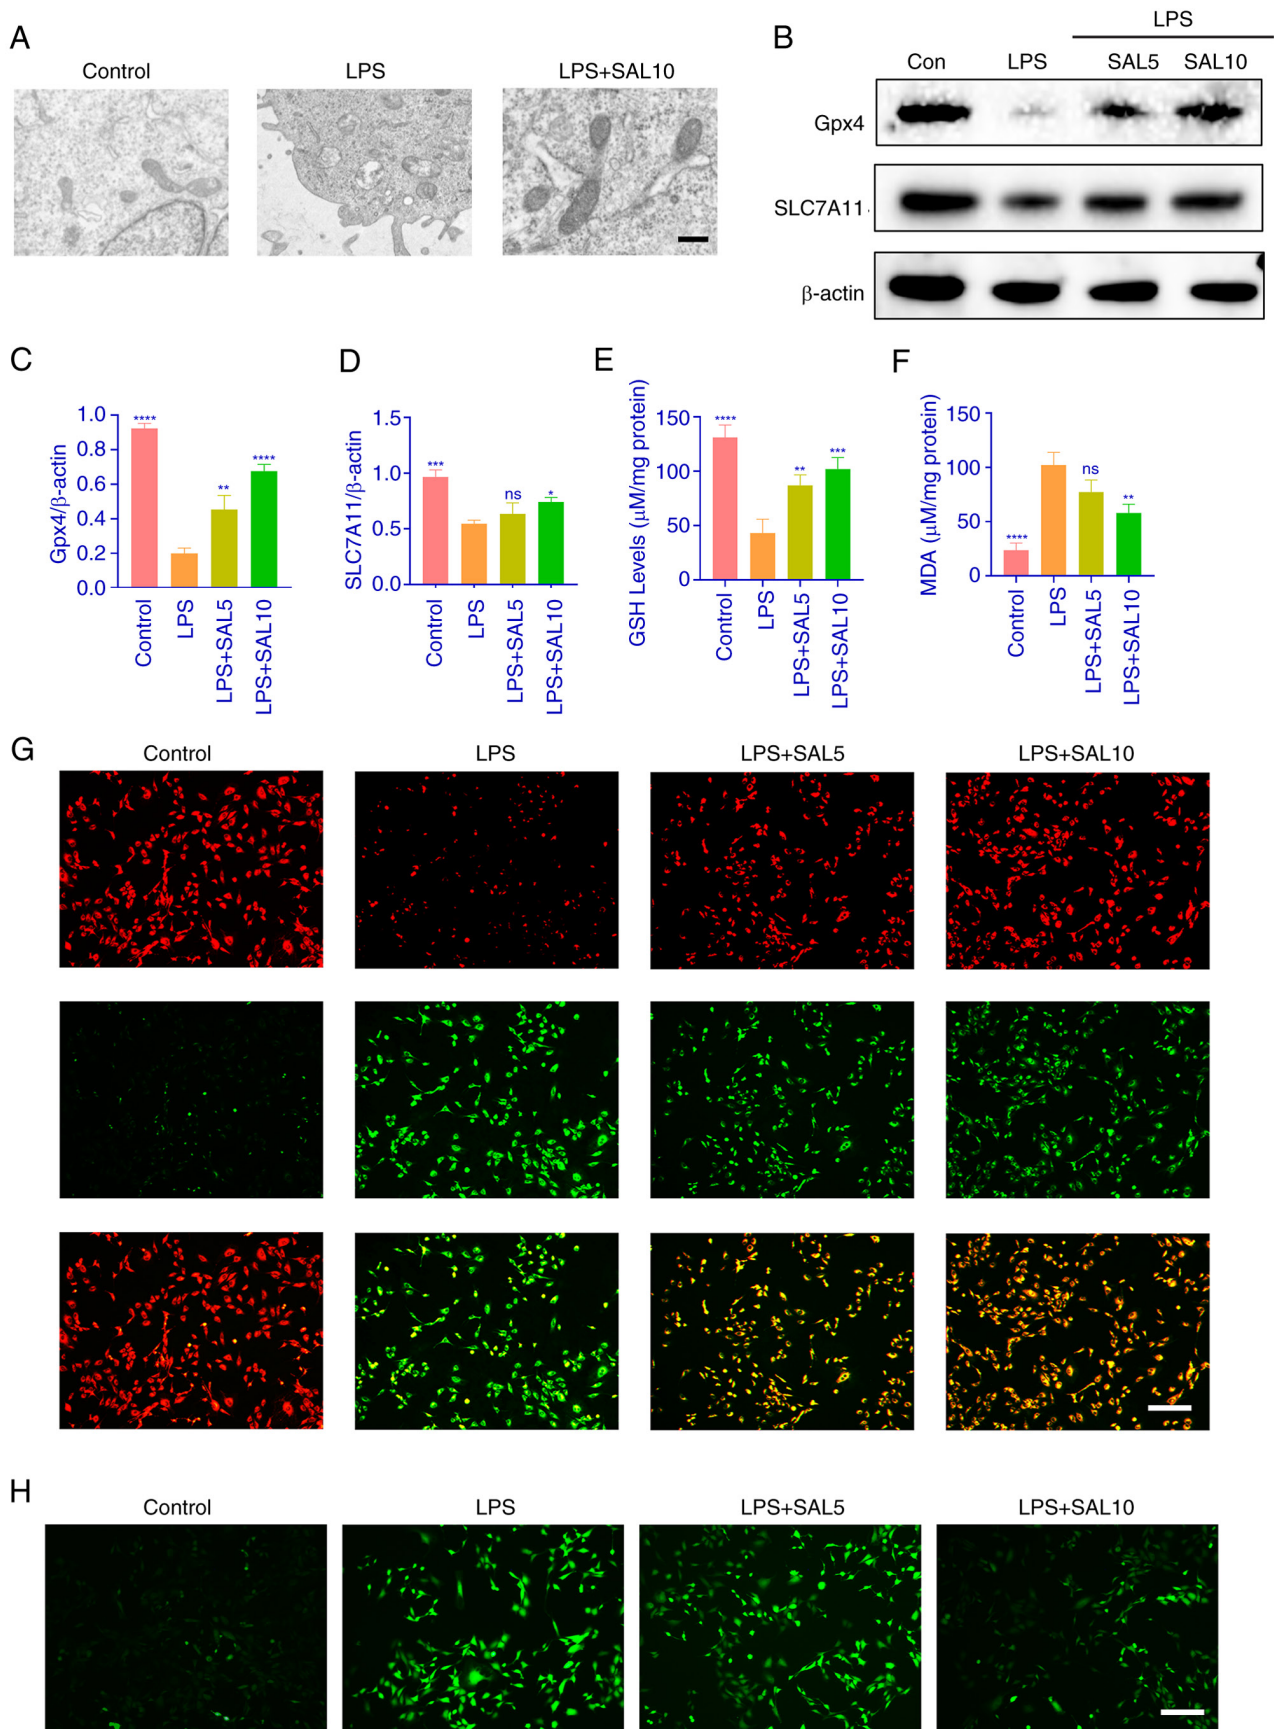 A
Control
LPS
LPS+SAL10
B
LPS
Con
LPS
SAL5
SAL10
Gpx4
SLC7A11
β-actin
C
Gpx4/β-actin
1.0
0.8
0.6
0.4
0.2
0.0
****
**
****
Control
LPS
LPS+SAL5
LPS+SAL10
D
SLC7A11/β-actin
1.5
1.0
0.5
0.0
***
ns
*
Control
LPS
LPS+SAL5
LPS+SAL10
E
GSH Levels (μM/mg protein)
150
100
50
0
****
**
***
Control
LPS
LPS+SAL5
LPS+SAL10
F
MDA (μM/mg protein)
150
100
50
0
****
ns
**
Control
LPS
LPS+SAL5
LPS+SAL10
G
Control
LPS
LPS+SAL5
LPS+SAL10
H
Control
LPS
LPS+SAL5
LPS+SAL10